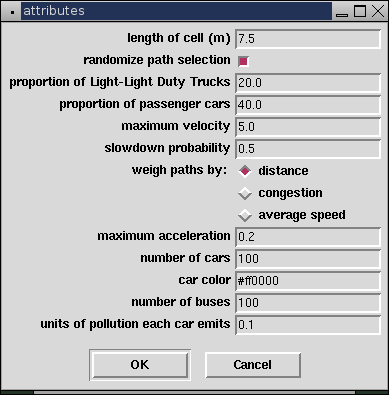 attributes
length of cell (m) 7.5
randomize path selection
proportion of Light-Light Duty Trucks 20.0
proportion of passenger cars 40.0
maximum velocity 5.0
slowdown probability 0.5
weigh paths by: distance
congestion
average speed
maximum acceleration 0.2
number of cars 100
car color #ff0000
number of buses 100
units of pollution each car emits 0.1
OK Cancel